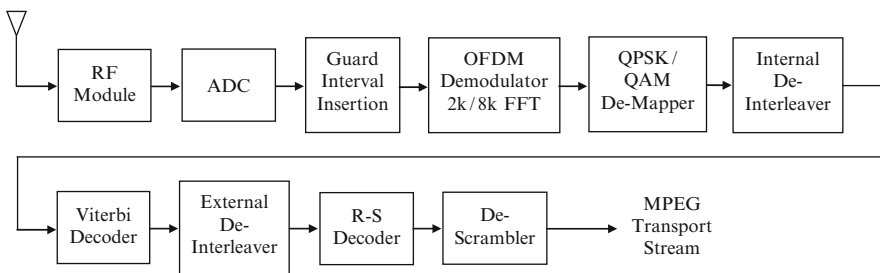 RF
Module
ADC
Guard
Interval
Insertion
OFDM
Demodulator
2k/8k FFT
QPSK/
QAM
De-Mapper
Internal
De-
Interleaver
Viterbi
Decoder
External
De-
Interleaver
R-S
Decoder
De-
Scrambler
MPEG
Transport
Stream